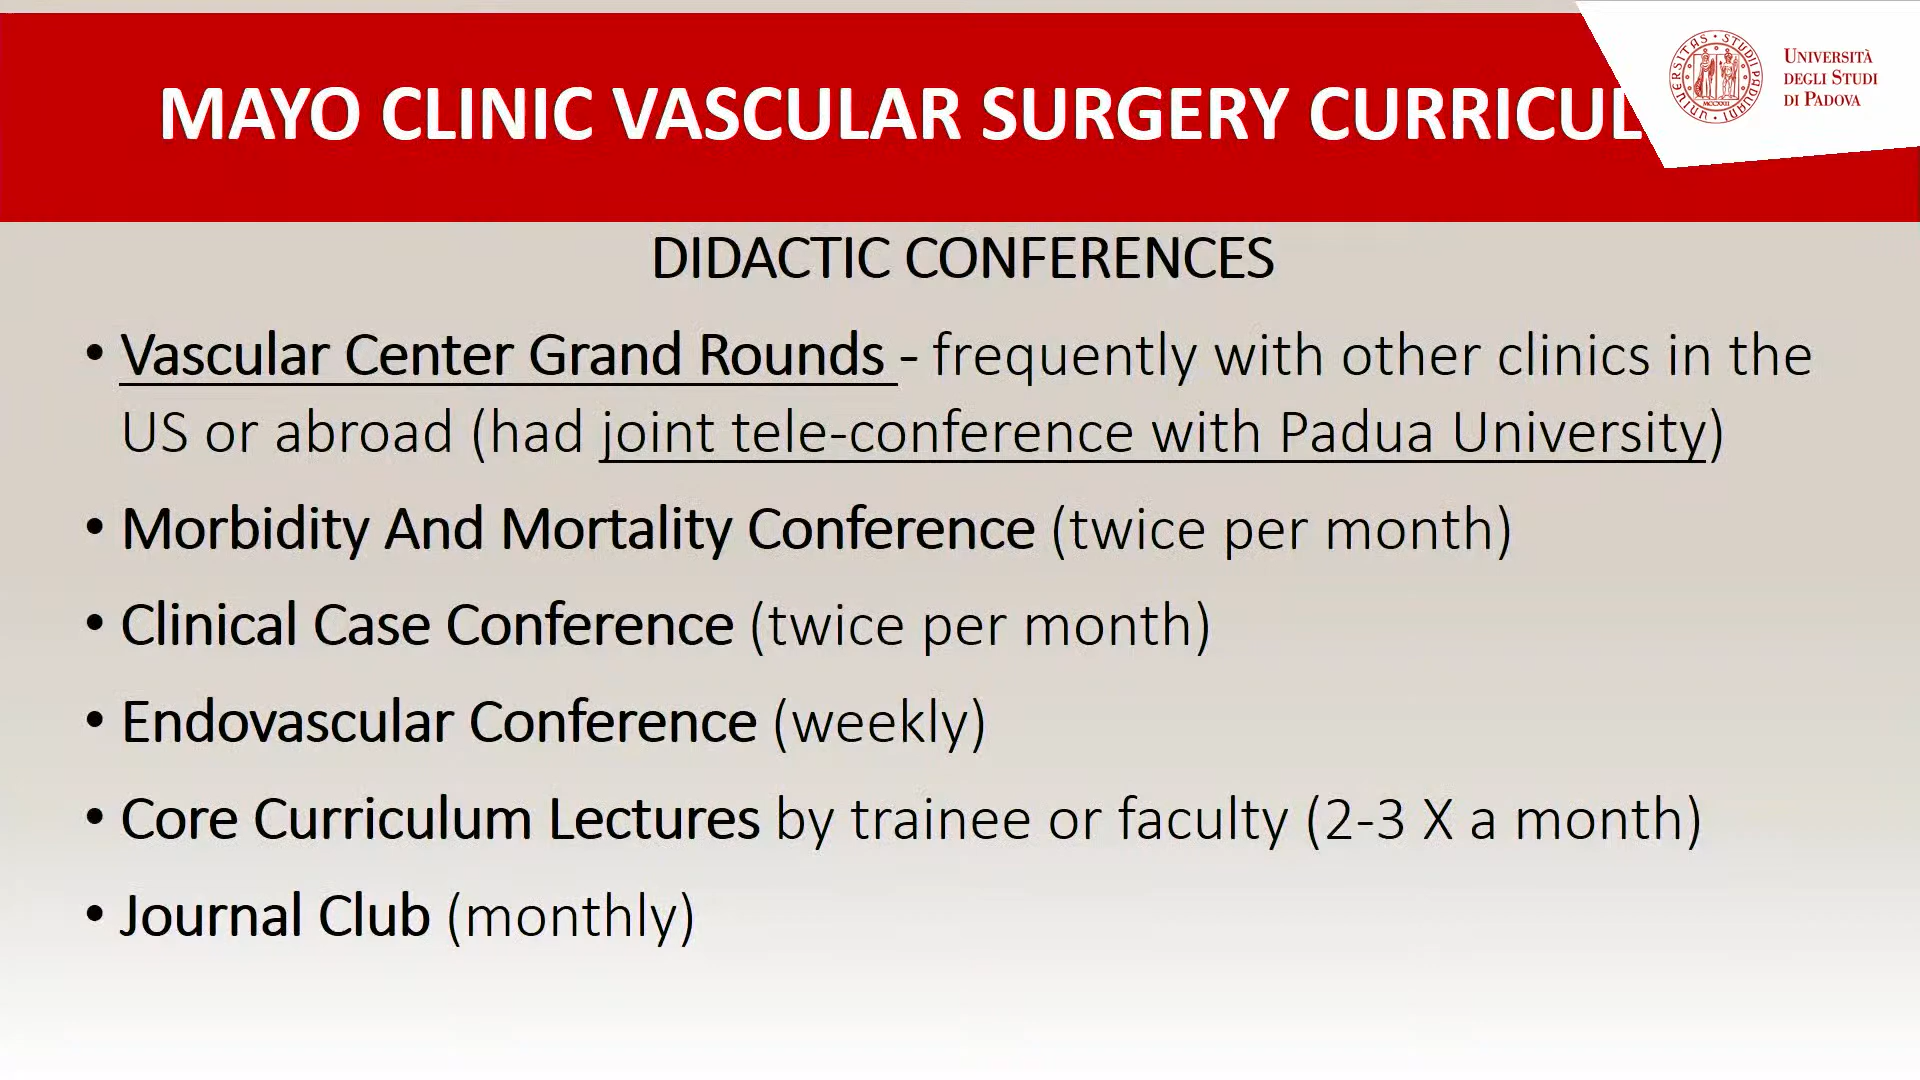 MAYO CLINIC VASCULAR SURGERY CURRICUL
UNIVERSITÀ
DEGLI STUDI
DI PADOVA
DIDACTIC CONFERENCES
• Vascular Center Grand Rounds - frequently with other clinics in the
US or abroad (had joint tele-conference with Padua University)
• Morbidity And Mortality Conference (twice per month)
• Clinical Case Conference (twice per month)
• Endovascular Conference (weekly)
• Core Curriculum Lectures by trainee or faculty (2-3 X a month)
• Journal Club (monthly)